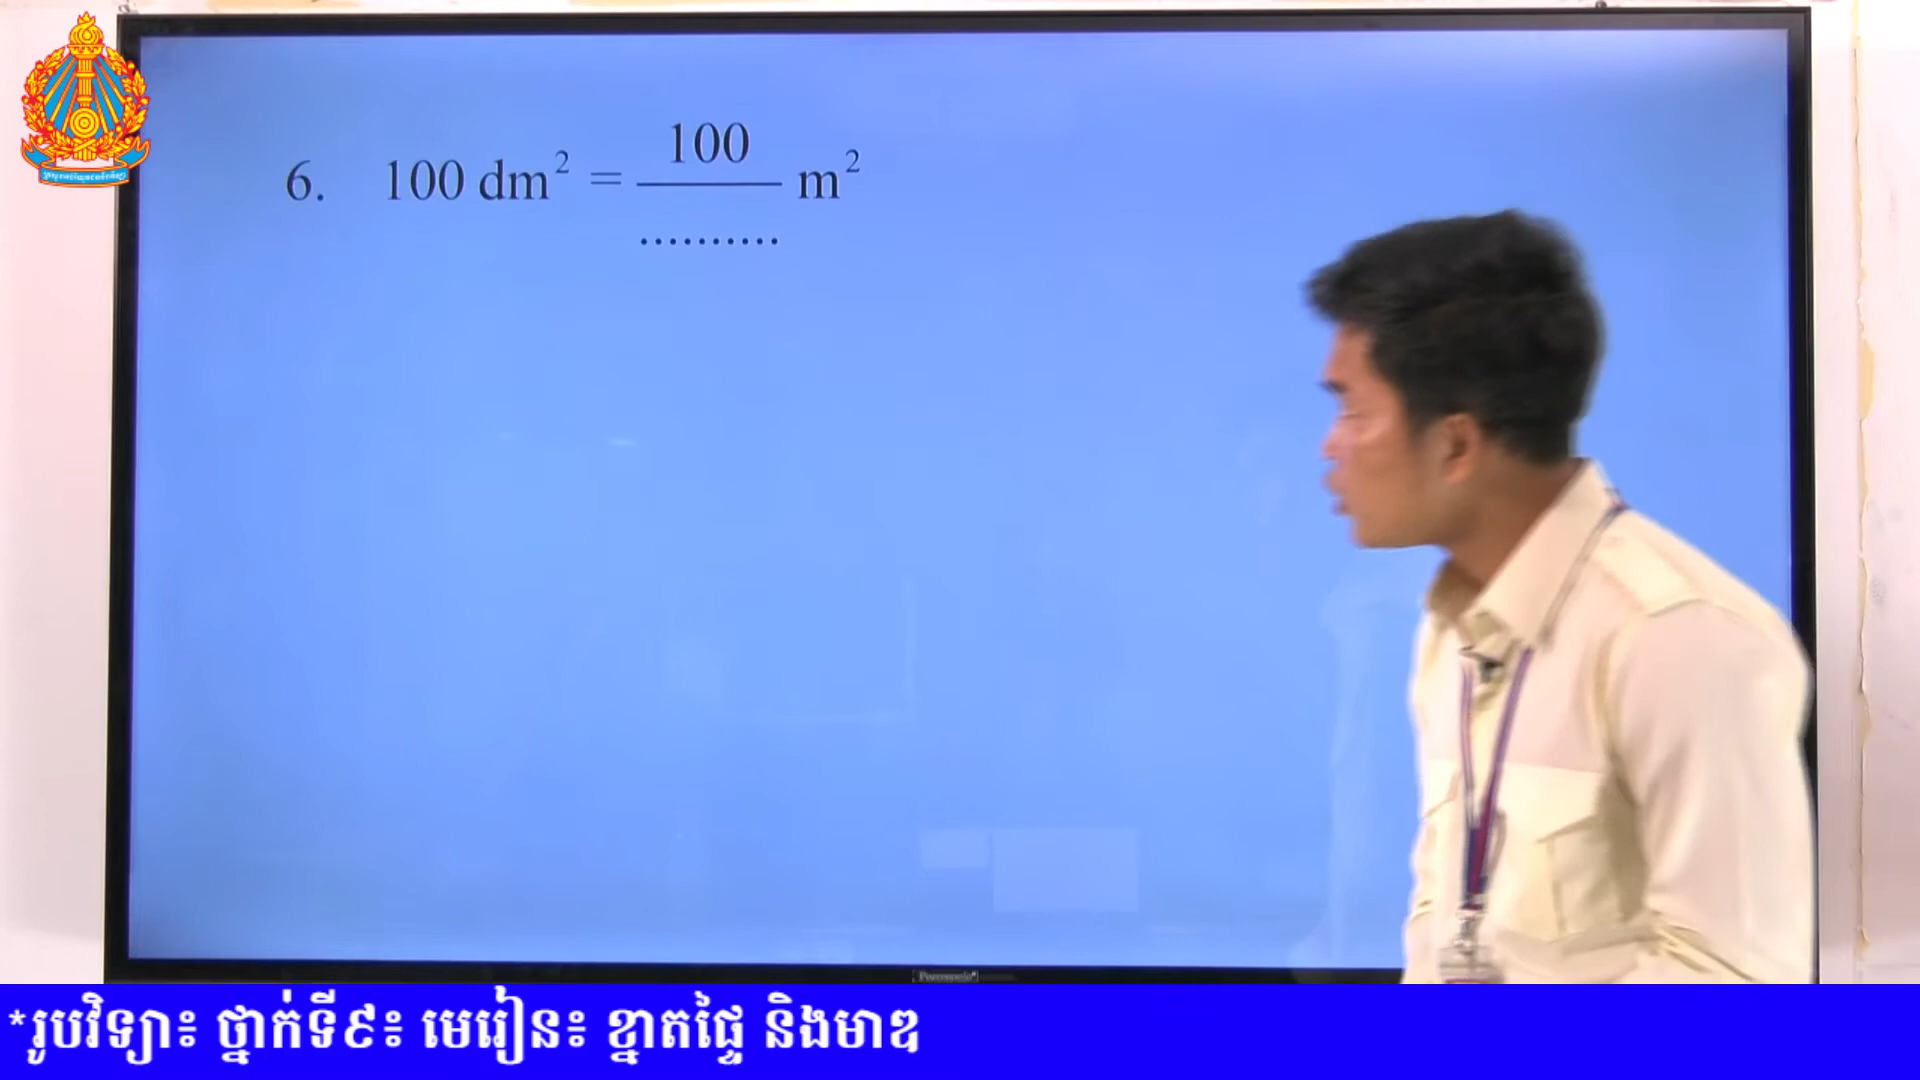 6. 100 dm² = 100/.......... m²
*រូបវិទ្យា៖ ថ្នាក់ទី៩៖ មេរៀន៖ ខ្នាតផ្ទៃ និងមាឌ